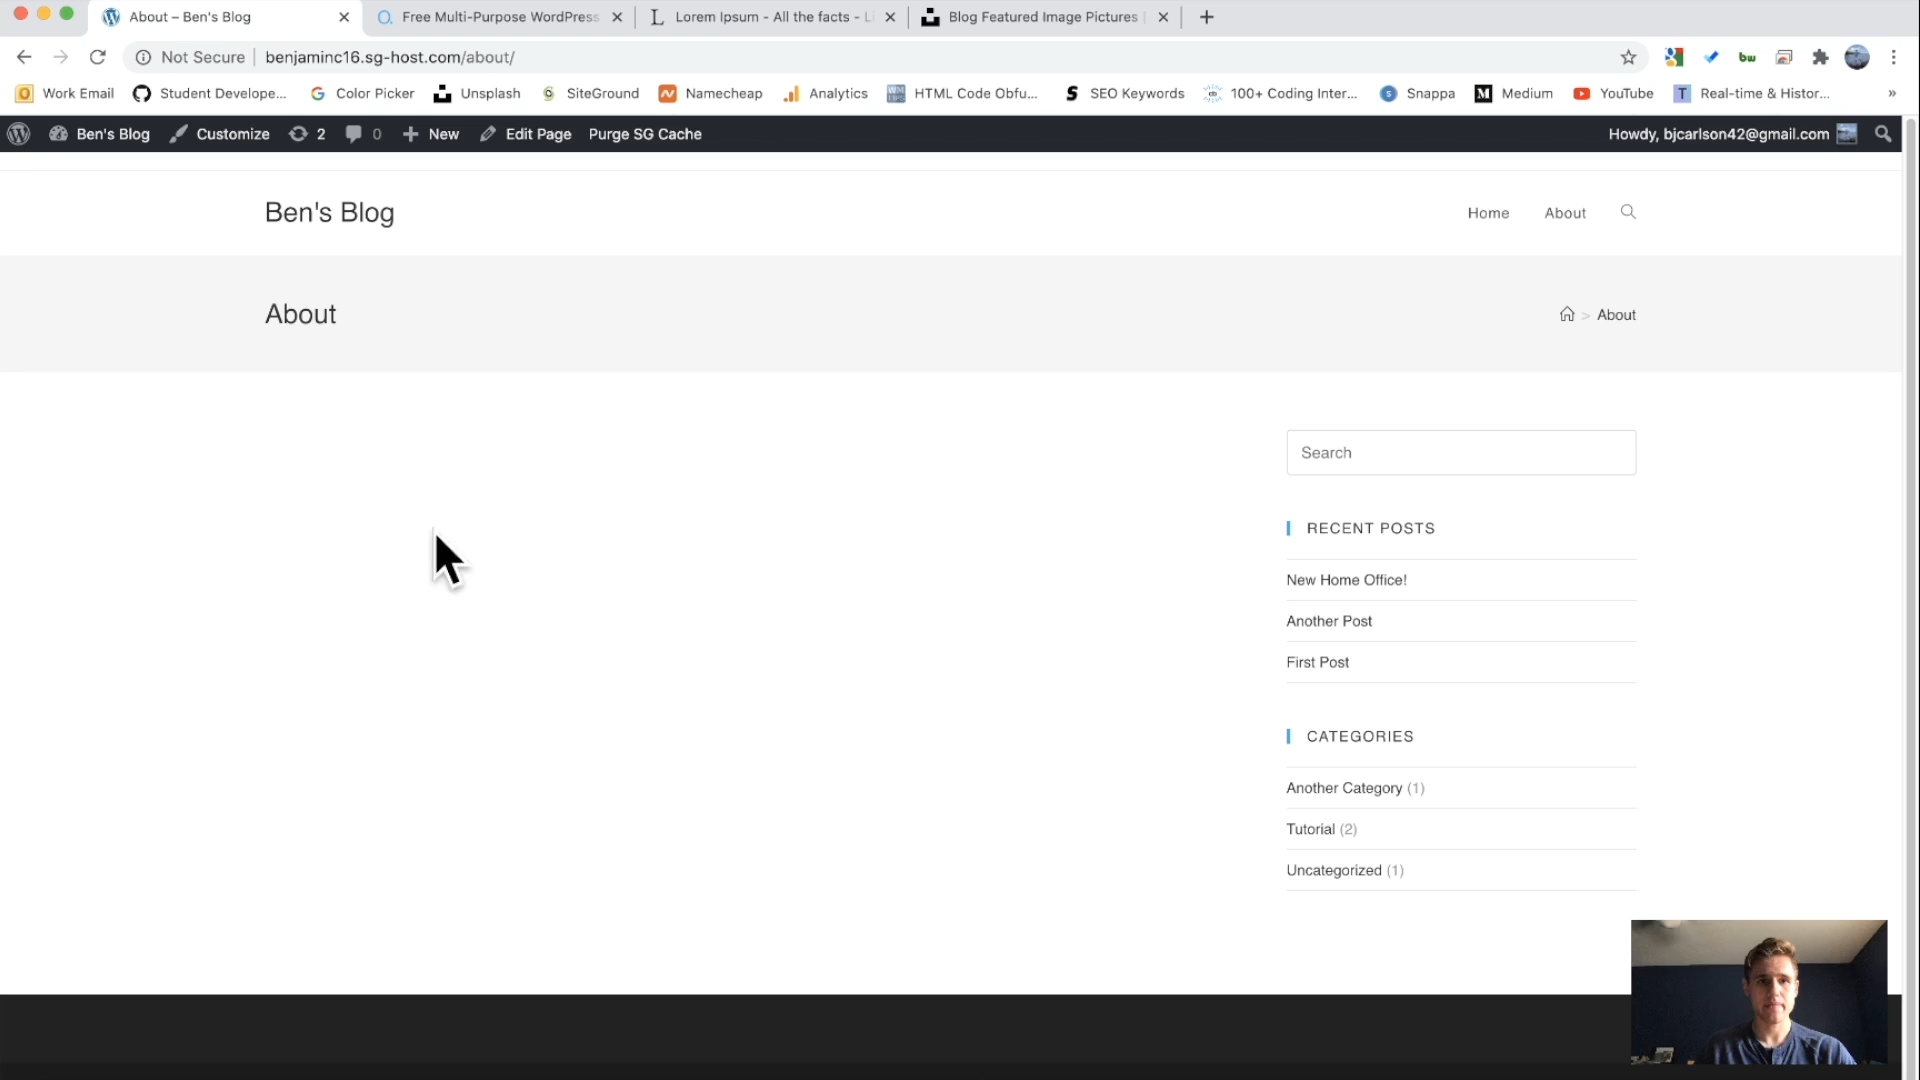 About – Ben's Blog
Free Multi-Purpose WordPress
Lorem Ipsum - All the facts - Li
Blog Featured Image Pictures
Not Secure
benjaminc16.sg-host.com/about/
Work Email
Student Develope...
Color Picker
Unsplash
SiteGround
Namecheap
Analytics
HTML Code Obfu...
SEO Keywords
100+ Coding Inter...
Snappa
Medium
YouTube
Real-time & Histor...
»
Ben's Blog
Customize
2
0
New
Edit Page
Purge SG Cache
Howdy, bjcarlson42@gmail.com
Ben's Blog
Home
About
About
> About
Search
RECENT POSTS
New Home Office!
Another Post
First Post
CATEGORIES
Another Category (1)
Tutorial (2)
Uncategorized (1)